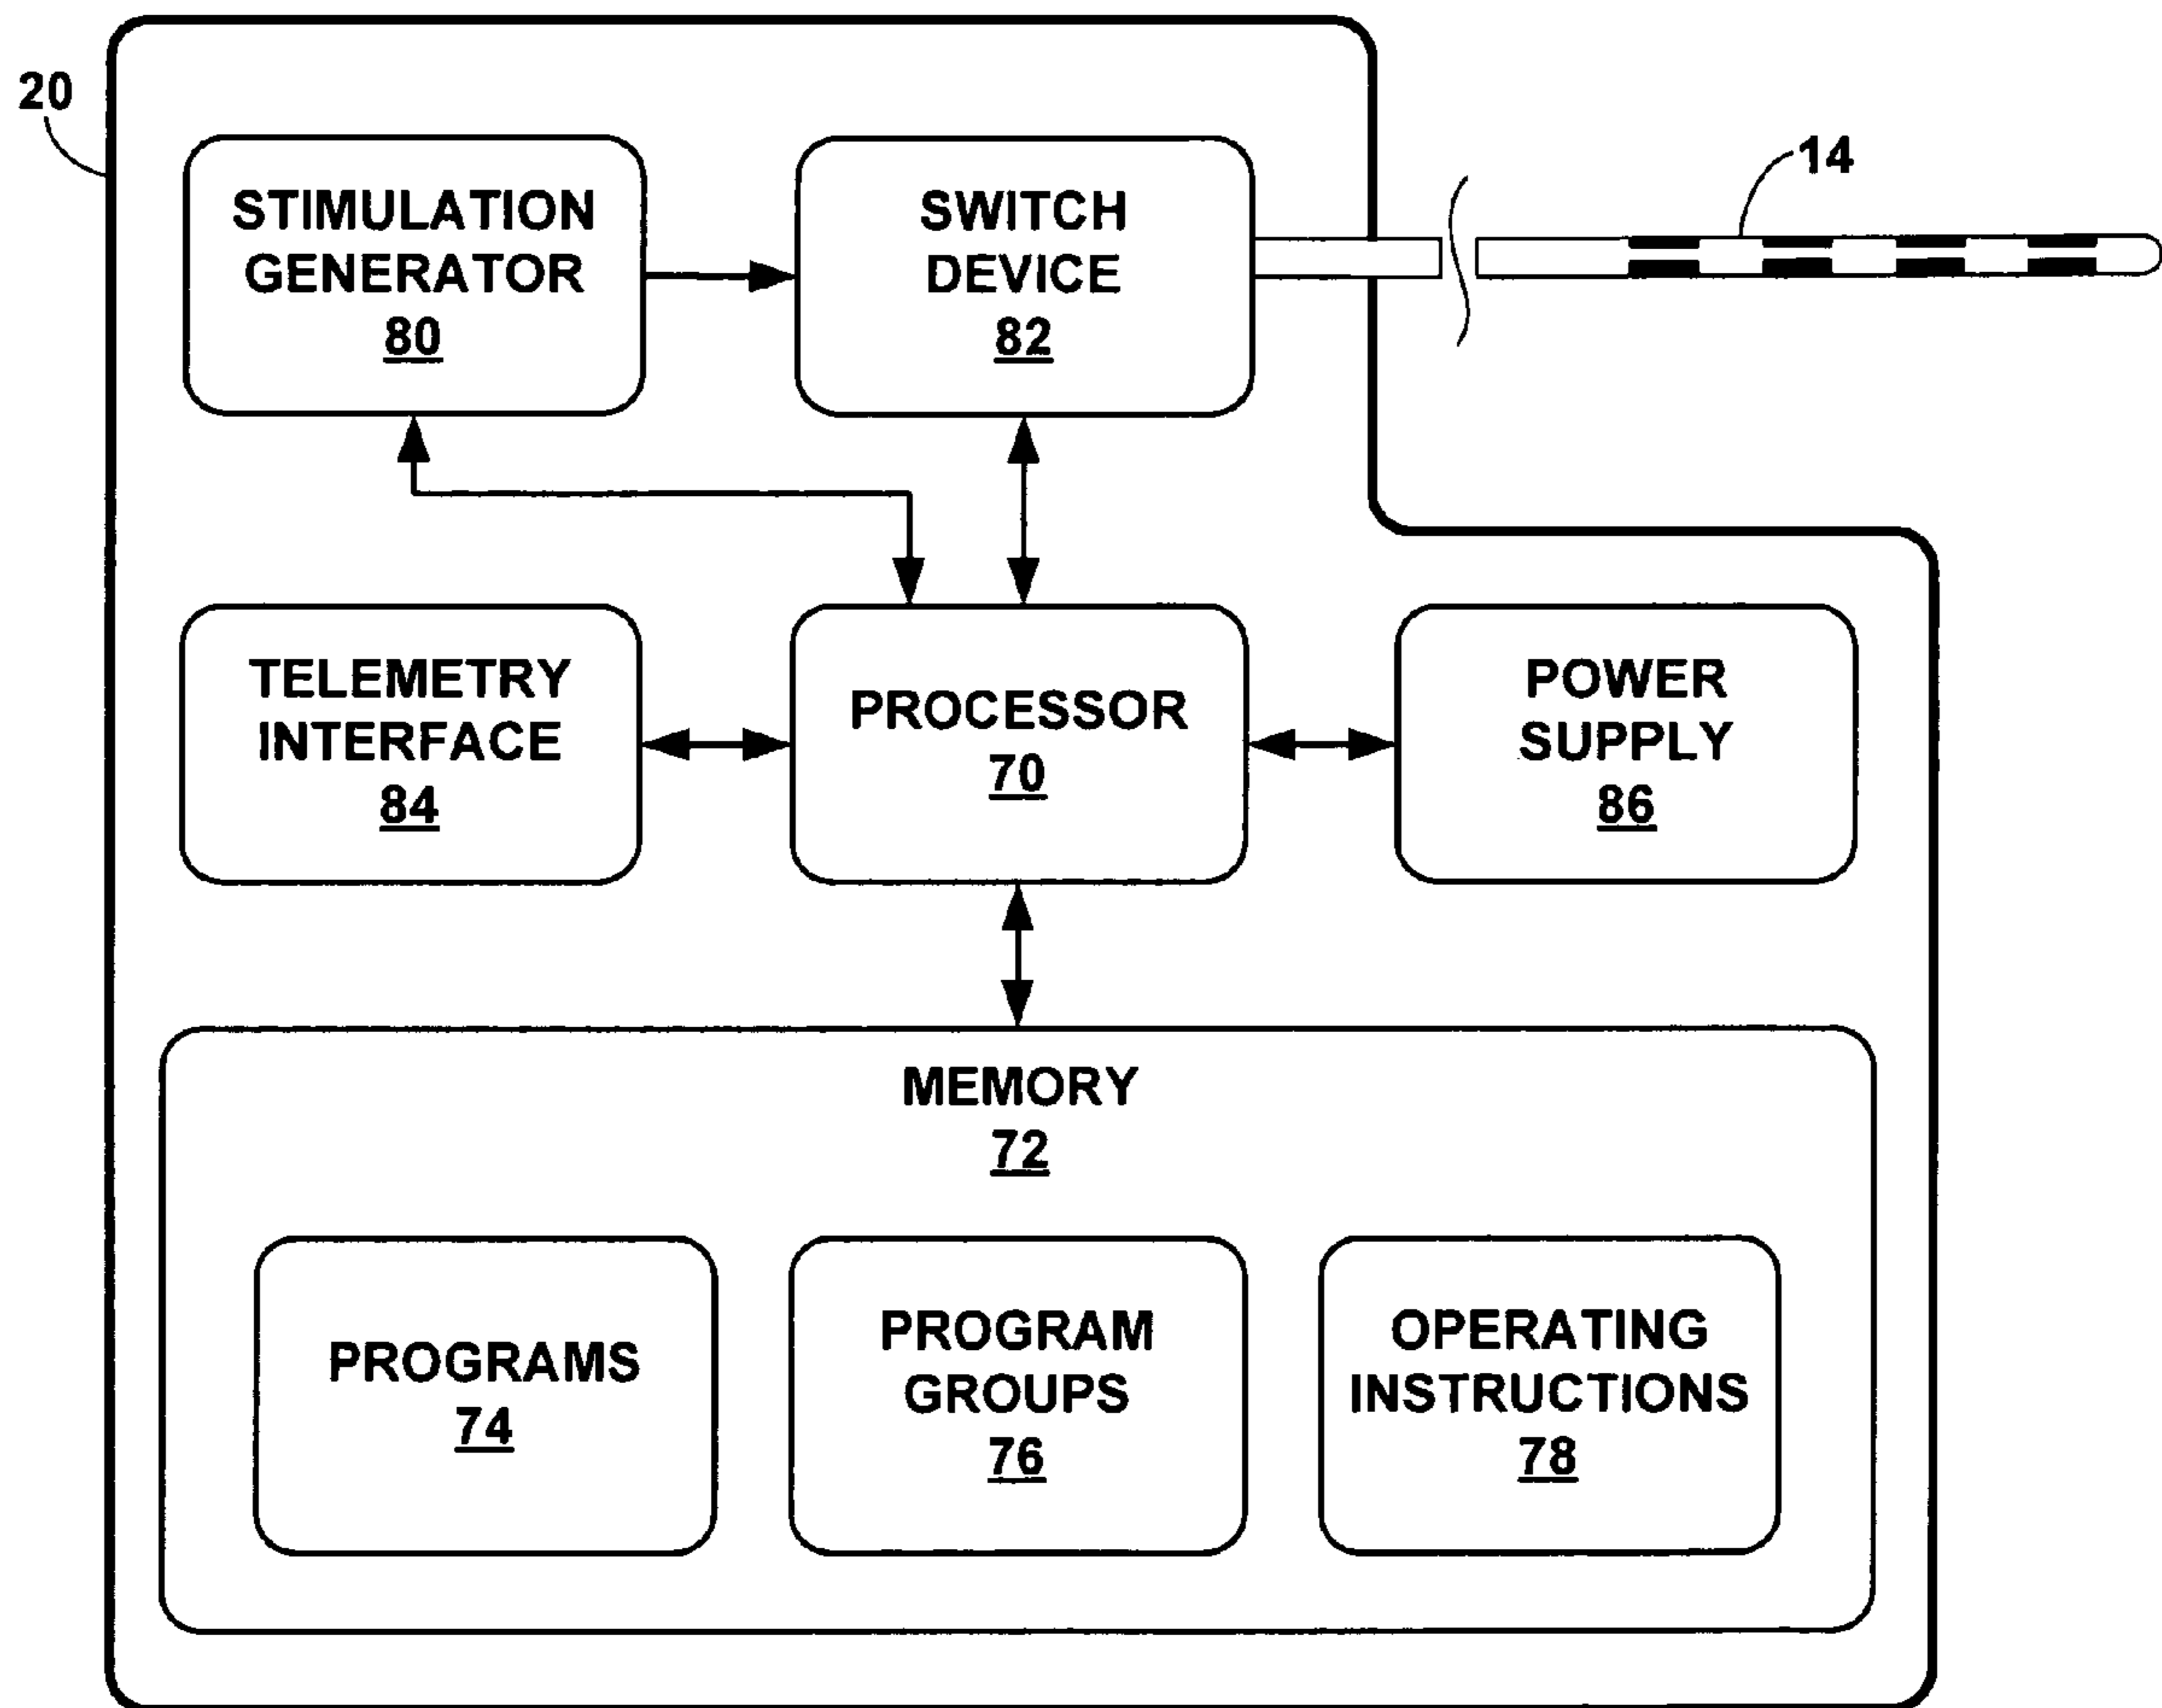 20
14
STIMULATION
GENERATOR
80
SWITCH
DEVICE
82
TELEMETRY
INTERFACE
84
PROCESSOR
70
POWER
SUPPLY
86
MEMORY
72
PROGRAMS
74
PROGRAM
GROUPS
76
OPERATING
INSTRUCTIONS
78